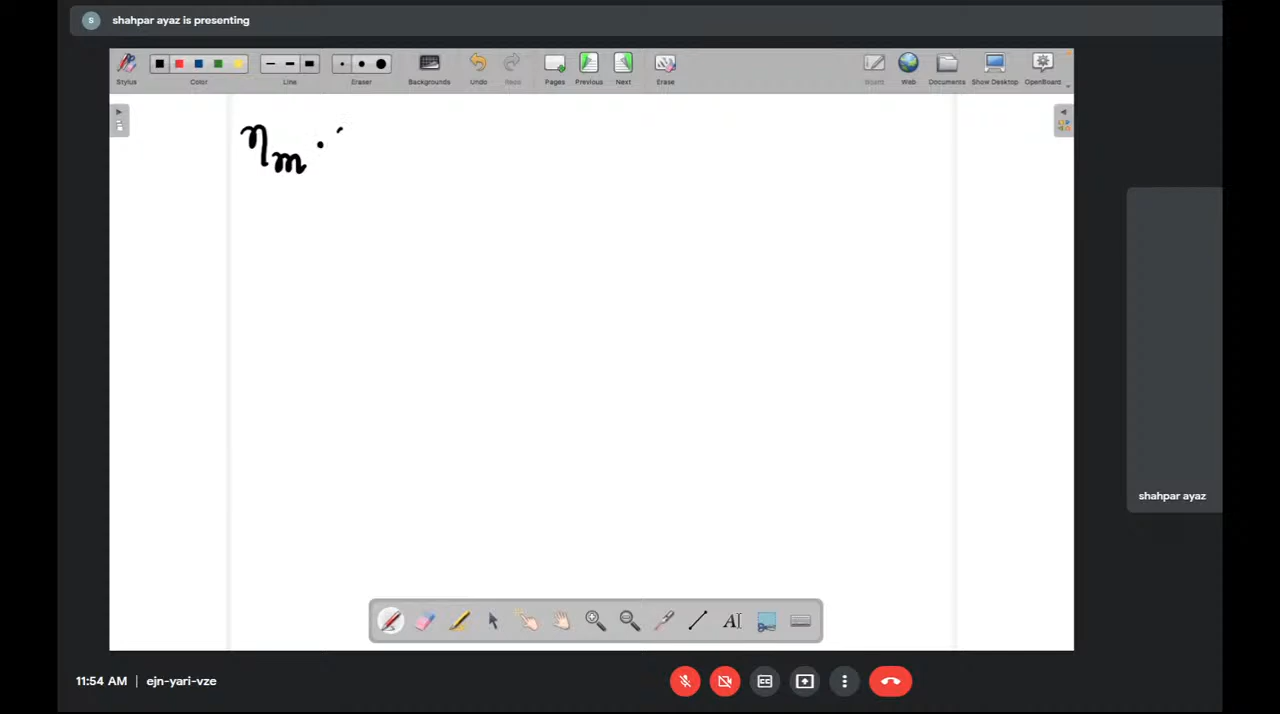 shahpar ayaz is presenting
s
Stylus Color Line Eraser Backgrounds Undo Redo Pages Previous Next Erase Board Web Documents Show Desktop OpenBoard
ηm ·
A
shahpar ayaz
11:54 AM | ejn-yari-vze